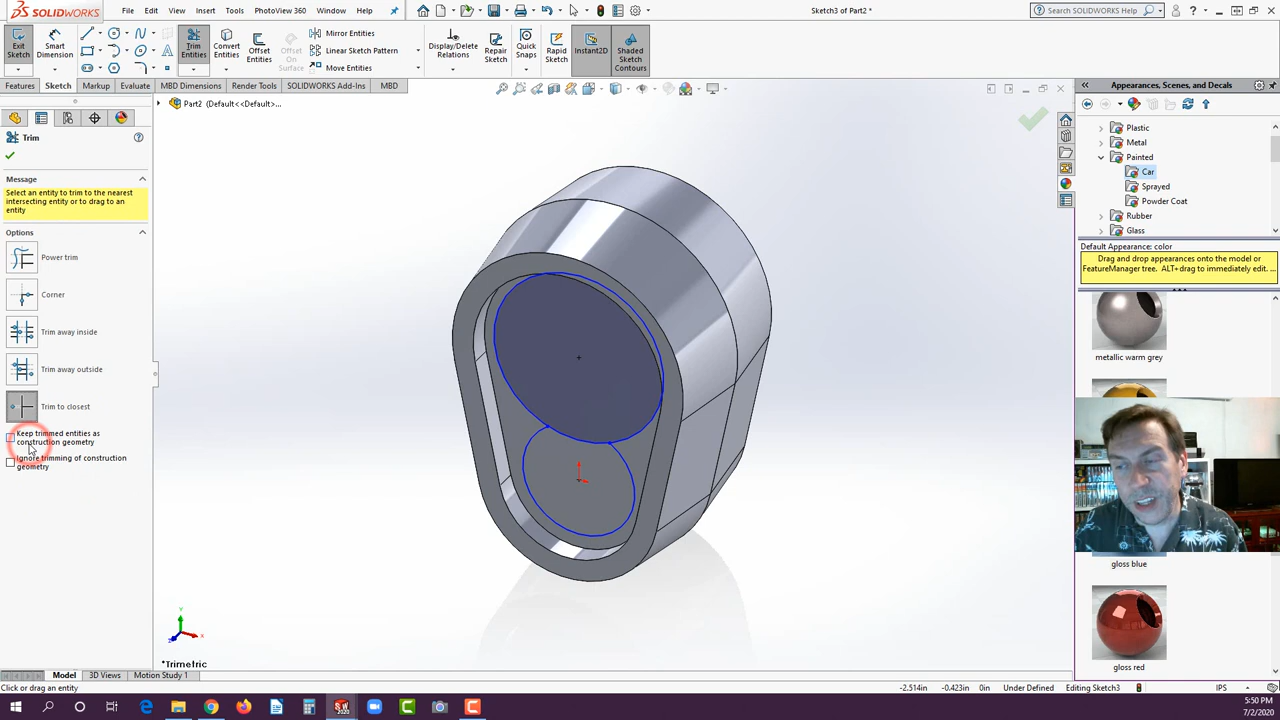 SOLIDWORKS
File Edit View Insert Tools PhotoView 360 Window Help
Sketch3 of Part2 *
Search SOLIDWORKS Help
Exit Sketch
Smart Dimension
Trim Entities
Convert Entities
Offset Entities
Offset On Surface
Mirror Entities
Linear Sketch Pattern
Move Entities
Display/Delete Relations
Repair Sketch
Quick Snaps
Rapid Sketch
Instant2D
Shaded Sketch Contours
Features Sketch Markup Evaluate MBD Dimensions Render Tools SOLIDWORKS Add-Ins MBD
Part2 (Default<<Default>...
Trim
Message
Select an entity to trim to the nearest
intersecting entity or to drag to an
entity
Options
Power trim
Corner
Trim away inside
Trim away outside
Trim to closest
Keep trimmed entities as
construction geometry
Ignore trimming of construction
geometry
Y
X
Z
*Trimetric
Appearances, Scenes, and Decals
Plastic
Metal
Painted
Car
Sprayed
Powder Coat
Rubber
Glass
Default Appearance: color
Drag and drop appearances onto the model or
FeatureManager tree. ALT+drag to immediately edit. ...
metallic warm grey
gloss blue
gloss red
Model 3D Views Motion Study 1
Click or drag an entity
-2.514in -0.423in 0in Under Defined Editing Sketch3 IPS
5:50 PM
7/2/2020